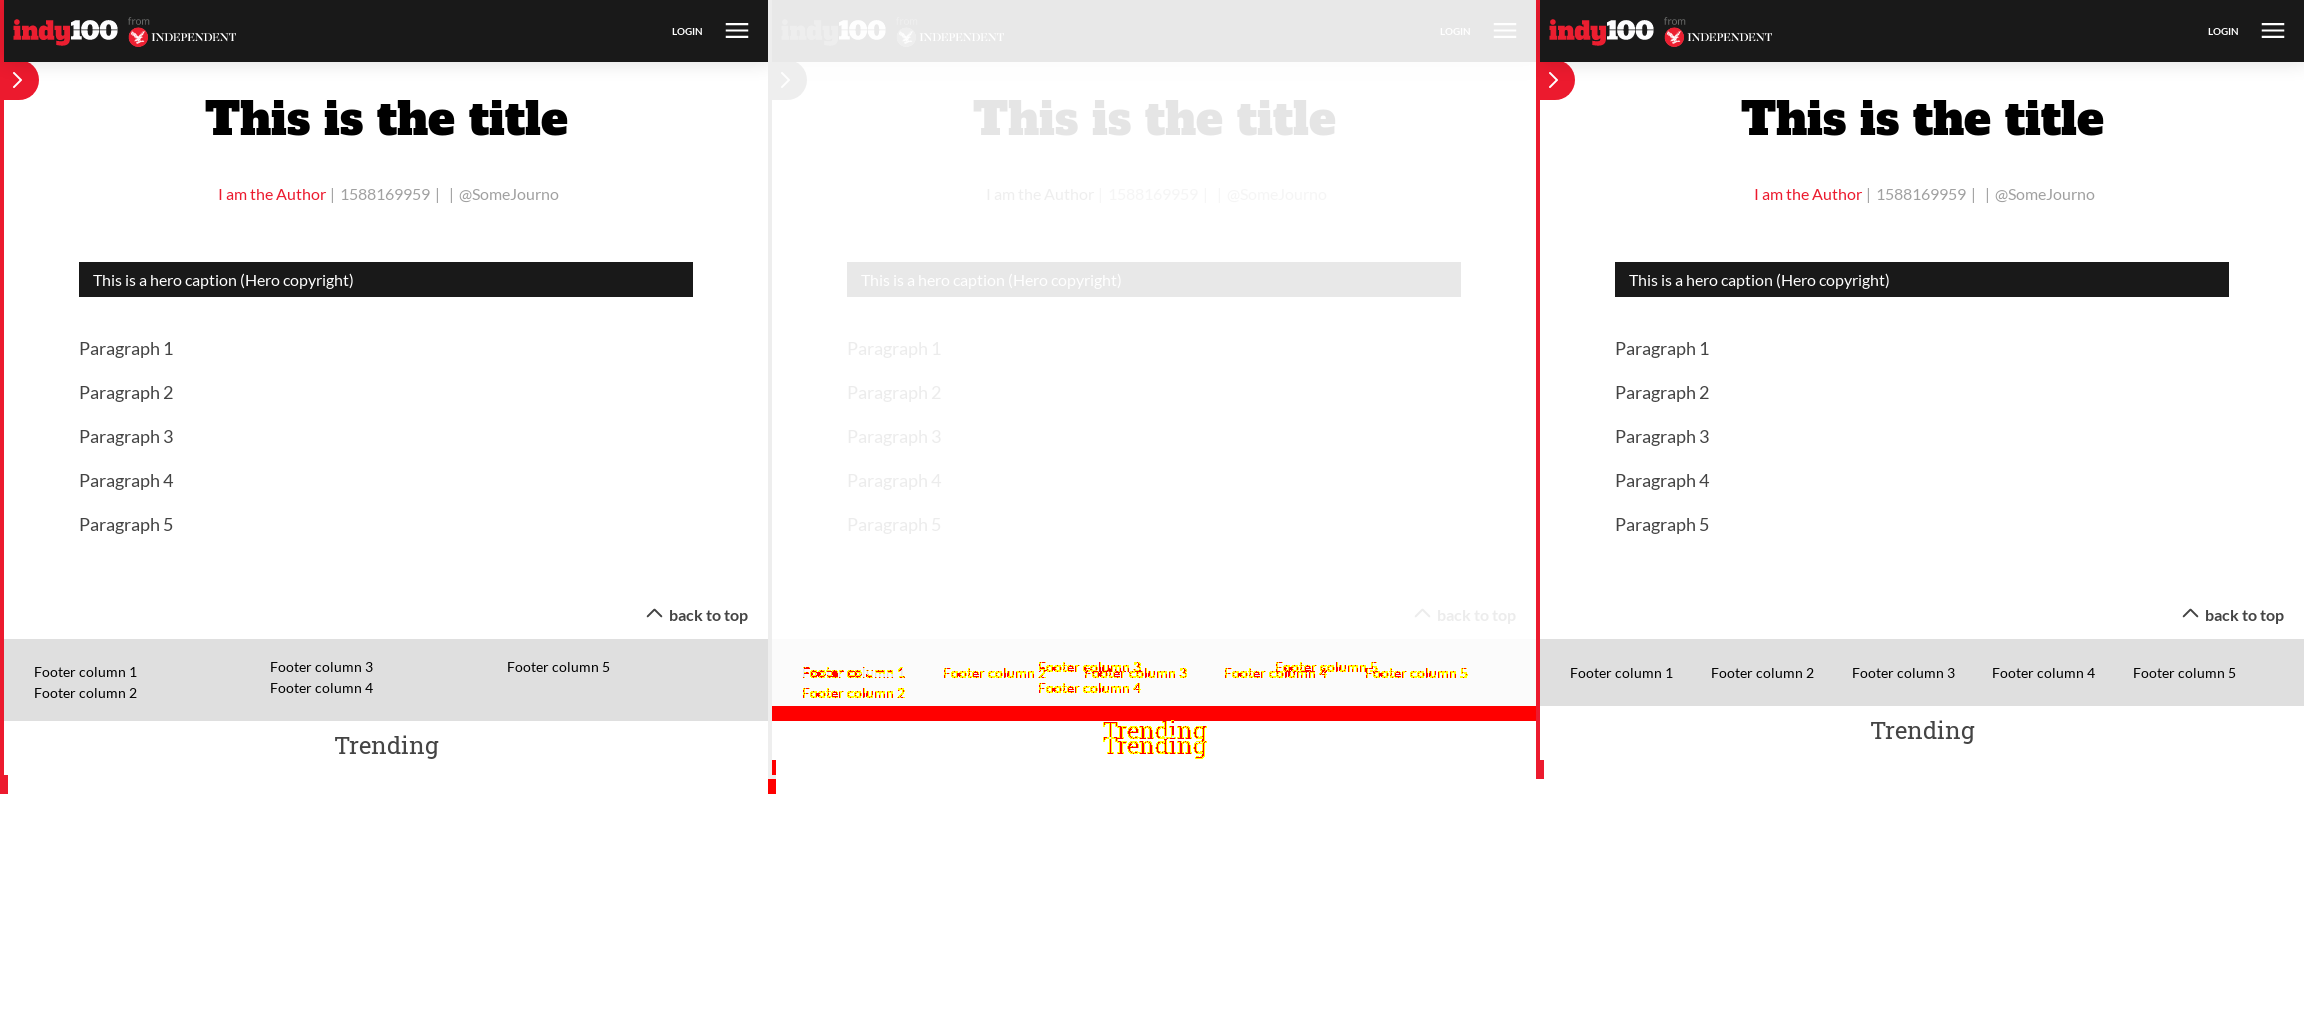 indy100 from INDEPENDENT LOGIN
This is the title
I am the Author | 1588169959 | | @SomeJourno
This is a hero caption (Hero copyright)
Paragraph 1
Paragraph 2
Paragraph 3
Paragraph 4
Paragraph 5
back to top
Footer column 1
Footer column 2
Footer column 3
Footer column 4
Footer column 5
Trending
indy100 from INDEPENDENT LOGIN
This is the title
I am the Author | 1588169959 | | @SomeJourno
This is a hero caption (Hero copyright)
Paragraph 1
Paragraph 2
Paragraph 3
Paragraph 4
Paragraph 5
back to top
Footer column 1
Footer column 2
Footer column 2
Footer column 3
Footer column 3
Footer column 4
Footer column 4
Footer column 5
Footer column 5
Trending
Trending
indy100 from INDEPENDENT LOGIN
This is the title
I am the Author | 1588169959 | | @SomeJourno
This is a hero caption (Hero copyright)
Paragraph 1
Paragraph 2
Paragraph 3
Paragraph 4
Paragraph 5
back to top
Footer column 1 Footer column 2 Footer column 3 Footer column 4 Footer column 5
Trending